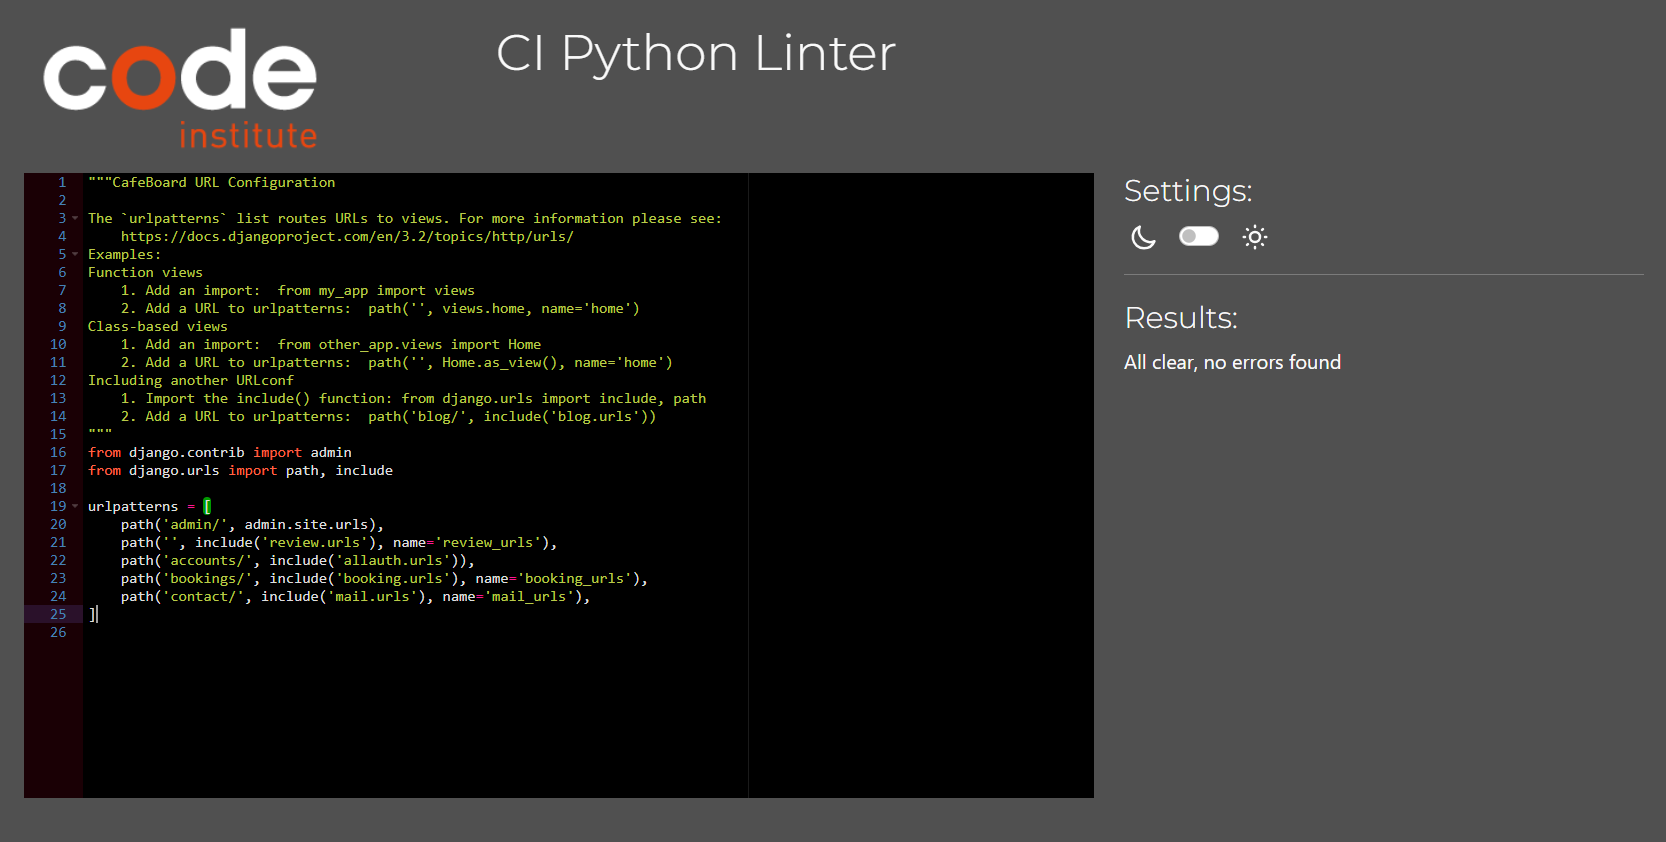 code
institute
CI Python Linter
1 """CafeBoard URL Configuration
2
3 The `urlpatterns` list routes URLs to views. For more information please see:
4     https://docs.djangoproject.com/en/3.2/topics/http/urls/
5 Examples:
6 Function views
7     1. Add an import:  from my_app import views
8     2. Add a URL to urlpatterns:  path('', views.home, name='home')
9 Class-based views
10     1. Add an import:  from other_app.views import Home
11     2. Add a URL to urlpatterns:  path('', Home.as_view(), name='home')
12 Including another URLconf
13     1. Import the include() function: from django.urls import include, path
14     2. Add a URL to urlpatterns:  path('blog/', include('blog.urls'))
15 """
16 from django.contrib import admin
17 from django.urls import path, include
18
19 urlpatterns = [
20     path('admin/', admin.site.urls),
21     path('', include('review.urls'), name='review_urls'),
22     path('accounts/', include('allauth.urls')),
23     path('bookings/', include('booking.urls'), name='booking_urls'),
24     path('contact/', include('mail.urls'), name='mail_urls'),
25 ]
26
Settings:
Results:
All clear, no errors found